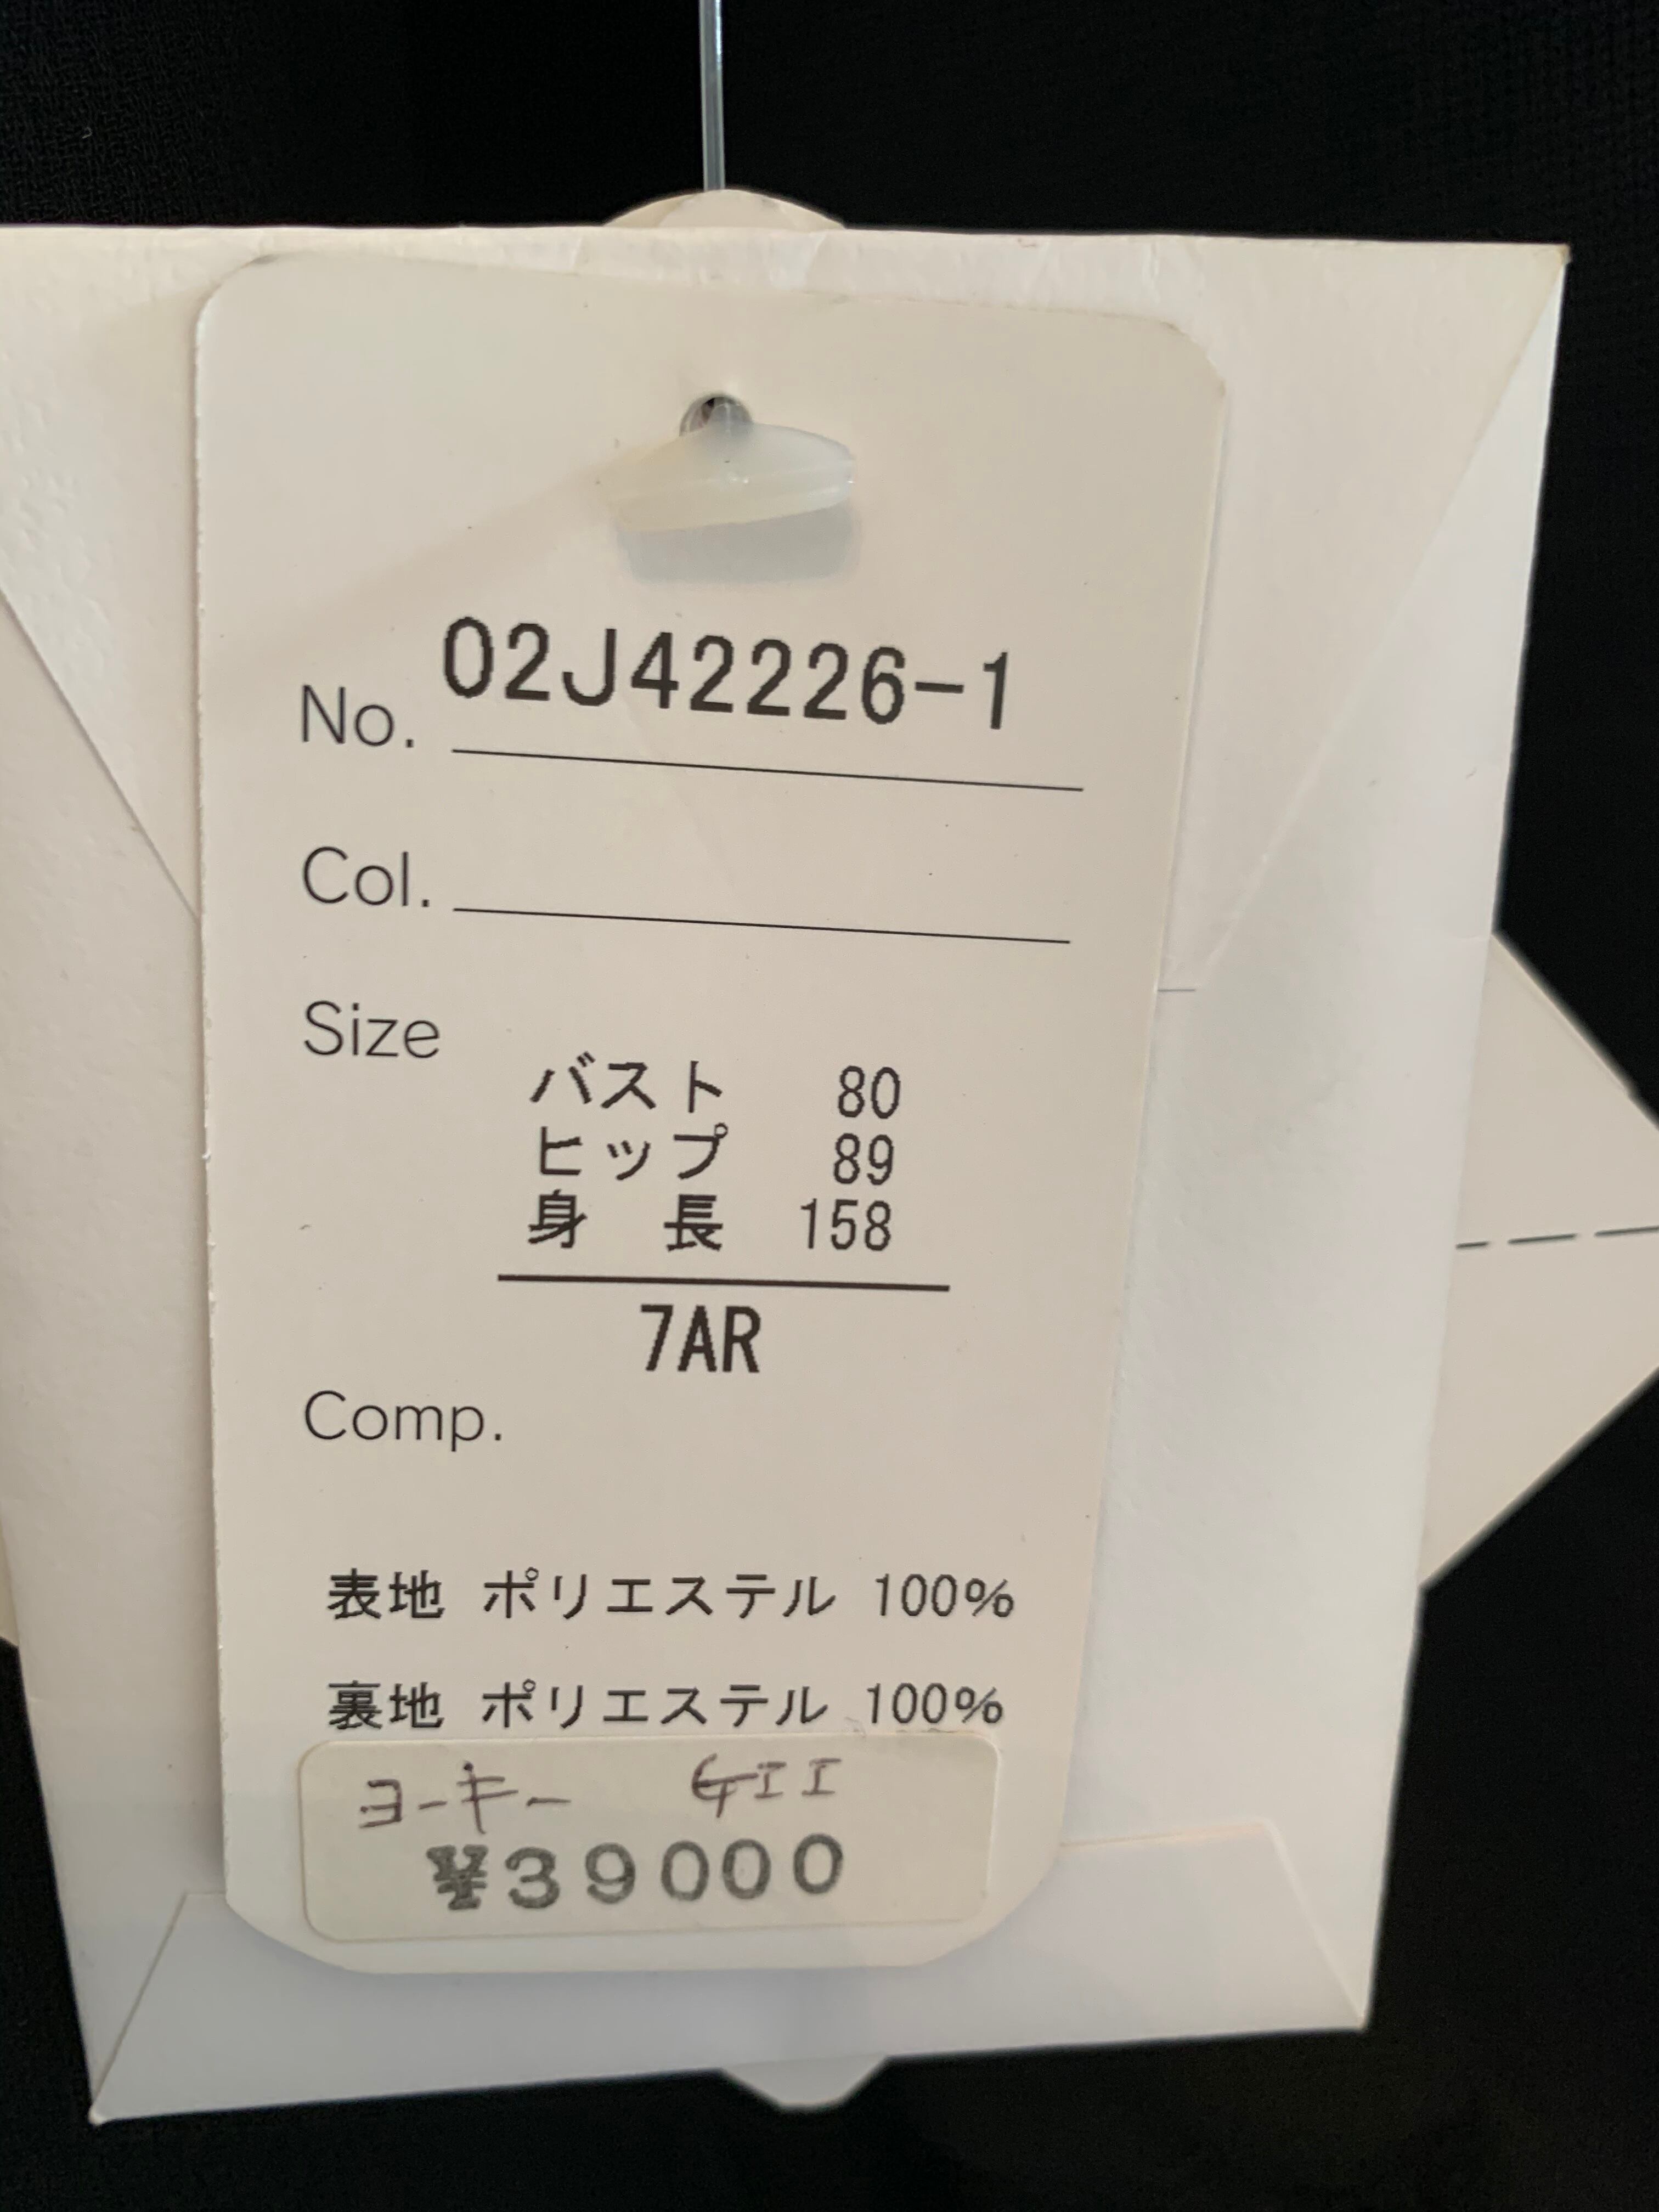 No. 02J42226-1
Col.
Size
バスト 80
ヒップ 89
身 長 158
7AR
Comp.
表地 ポリエステル 100%
裏地 ポリエステル 100%
ヨーキー
¥39000